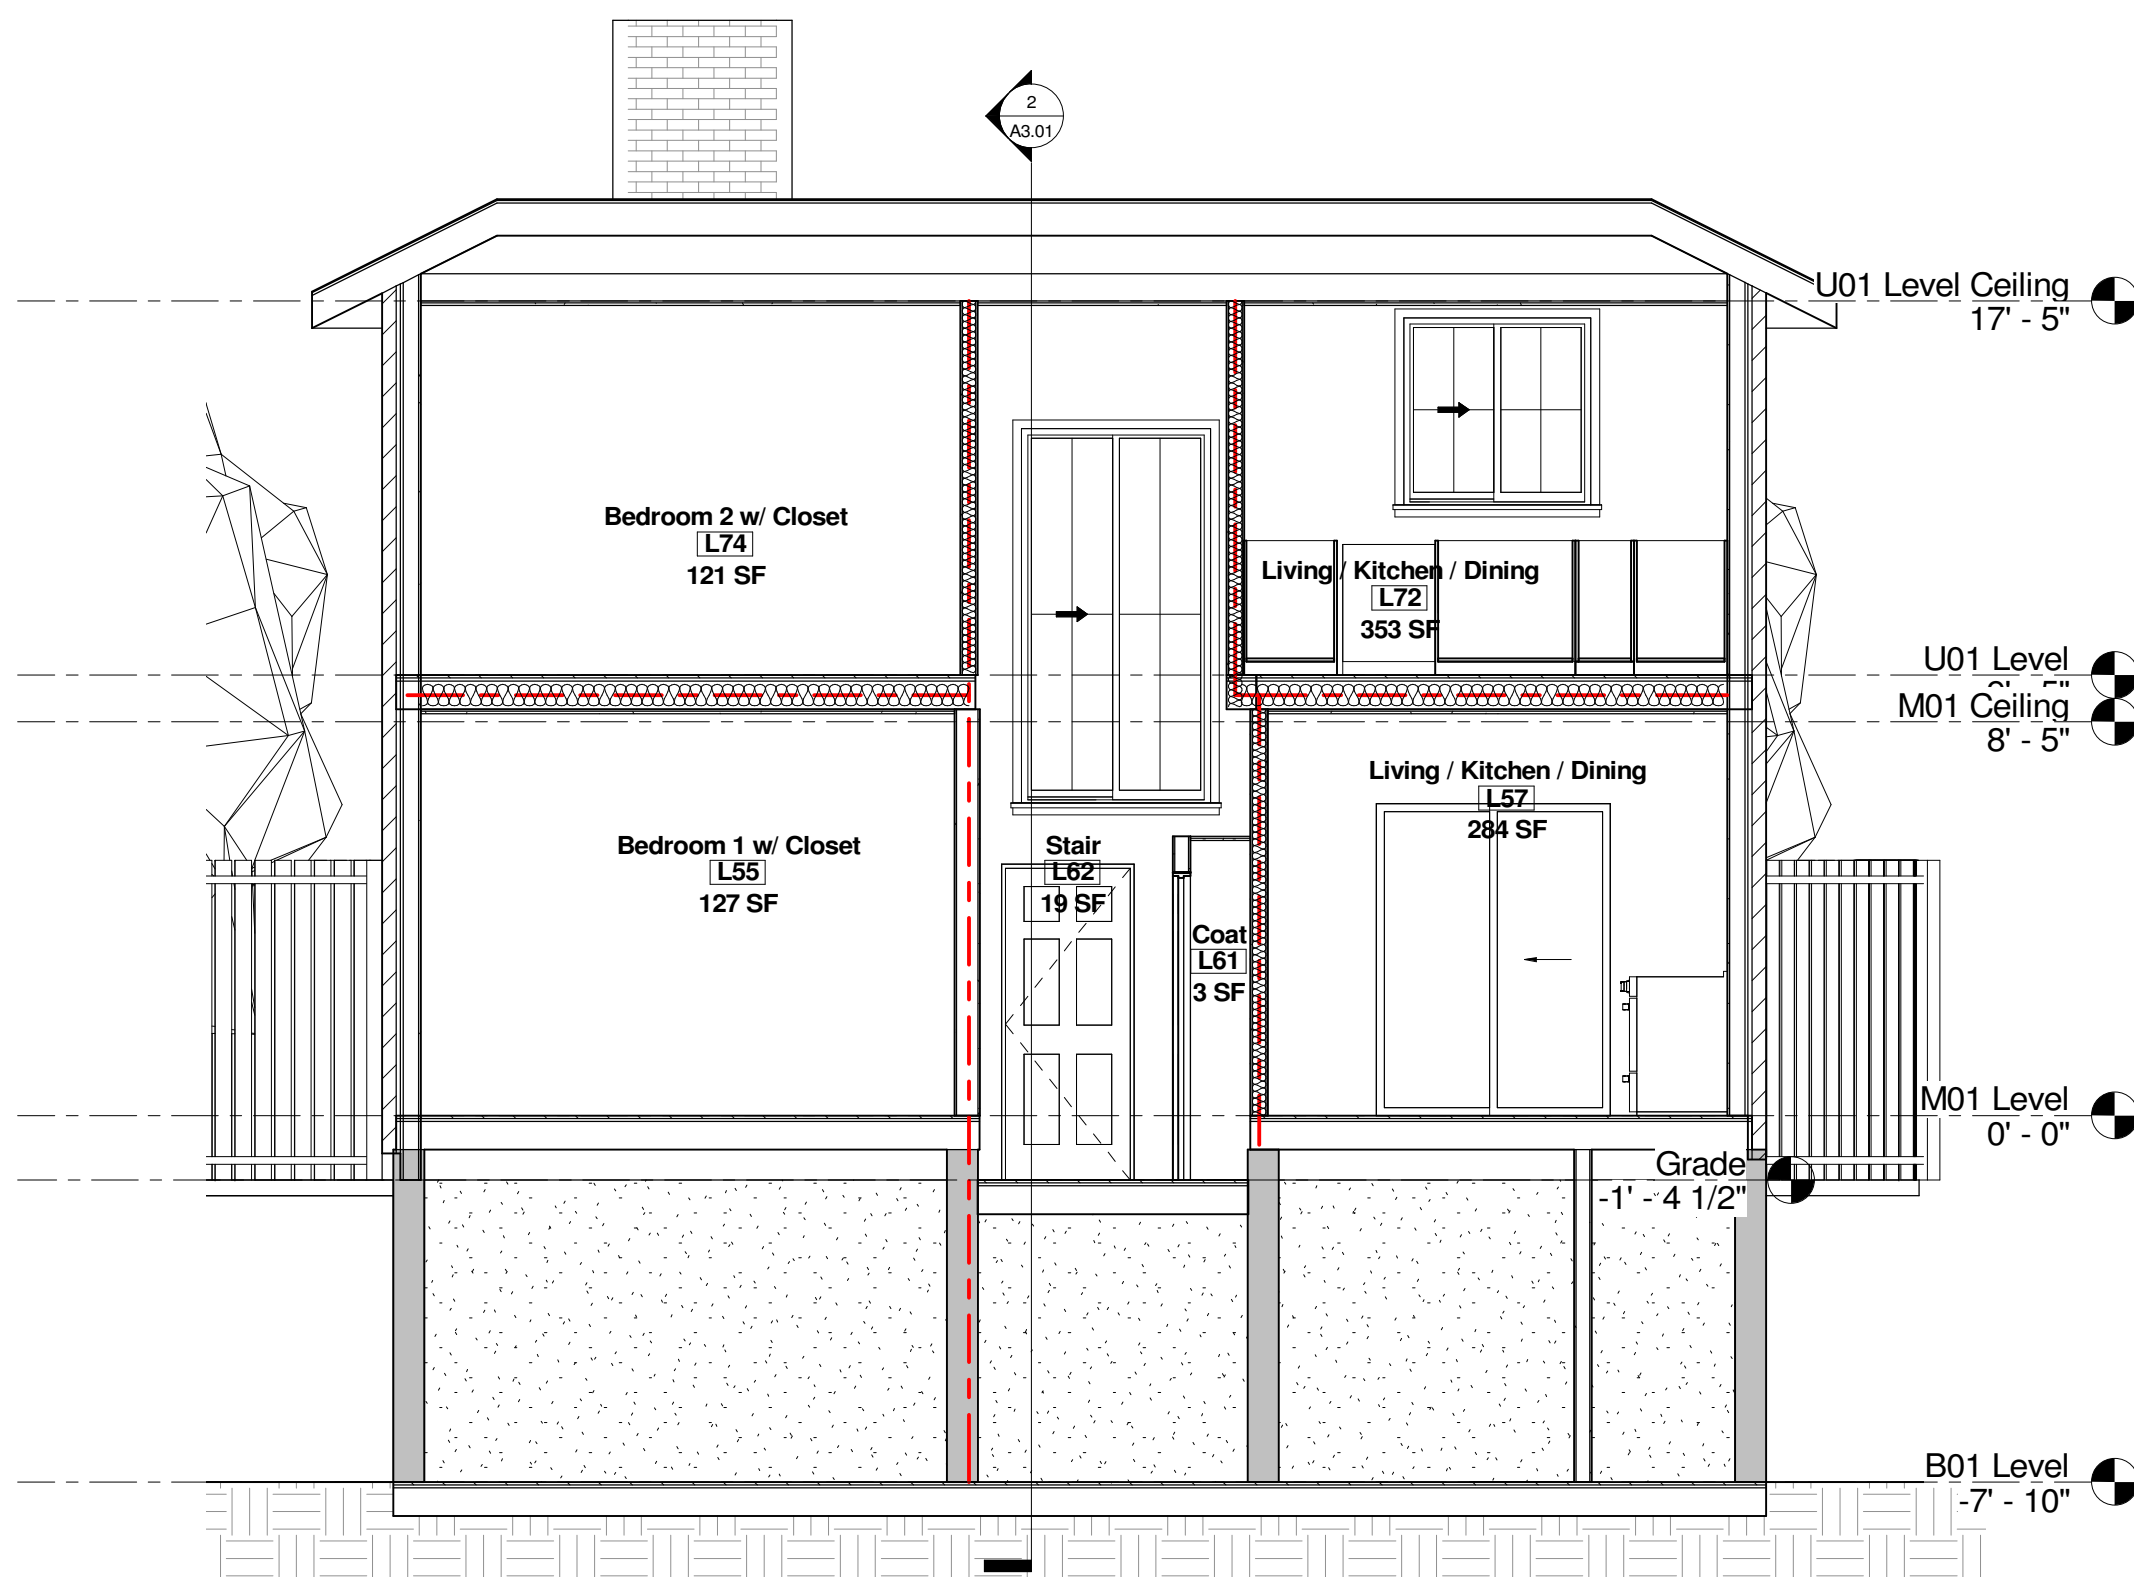 2
A3.01
U01 Level Ceiling
17' - 5"
Bedroom 2 w/ Closet
L74
121 SF
Living / Kitchen / Dining
L72
353 SF
U01 Level
M01 Ceiling
8' - 5"
Living / Kitchen / Dining
L57
284 SF
Bedroom 1 w/ Closet
L55
127 SF
Stair
L62
19 SF
Coat
L61
3 SF
M01 Level
0' - 0"
Grade
-1' - 4 1/2"
B01 Level
-7' - 10"